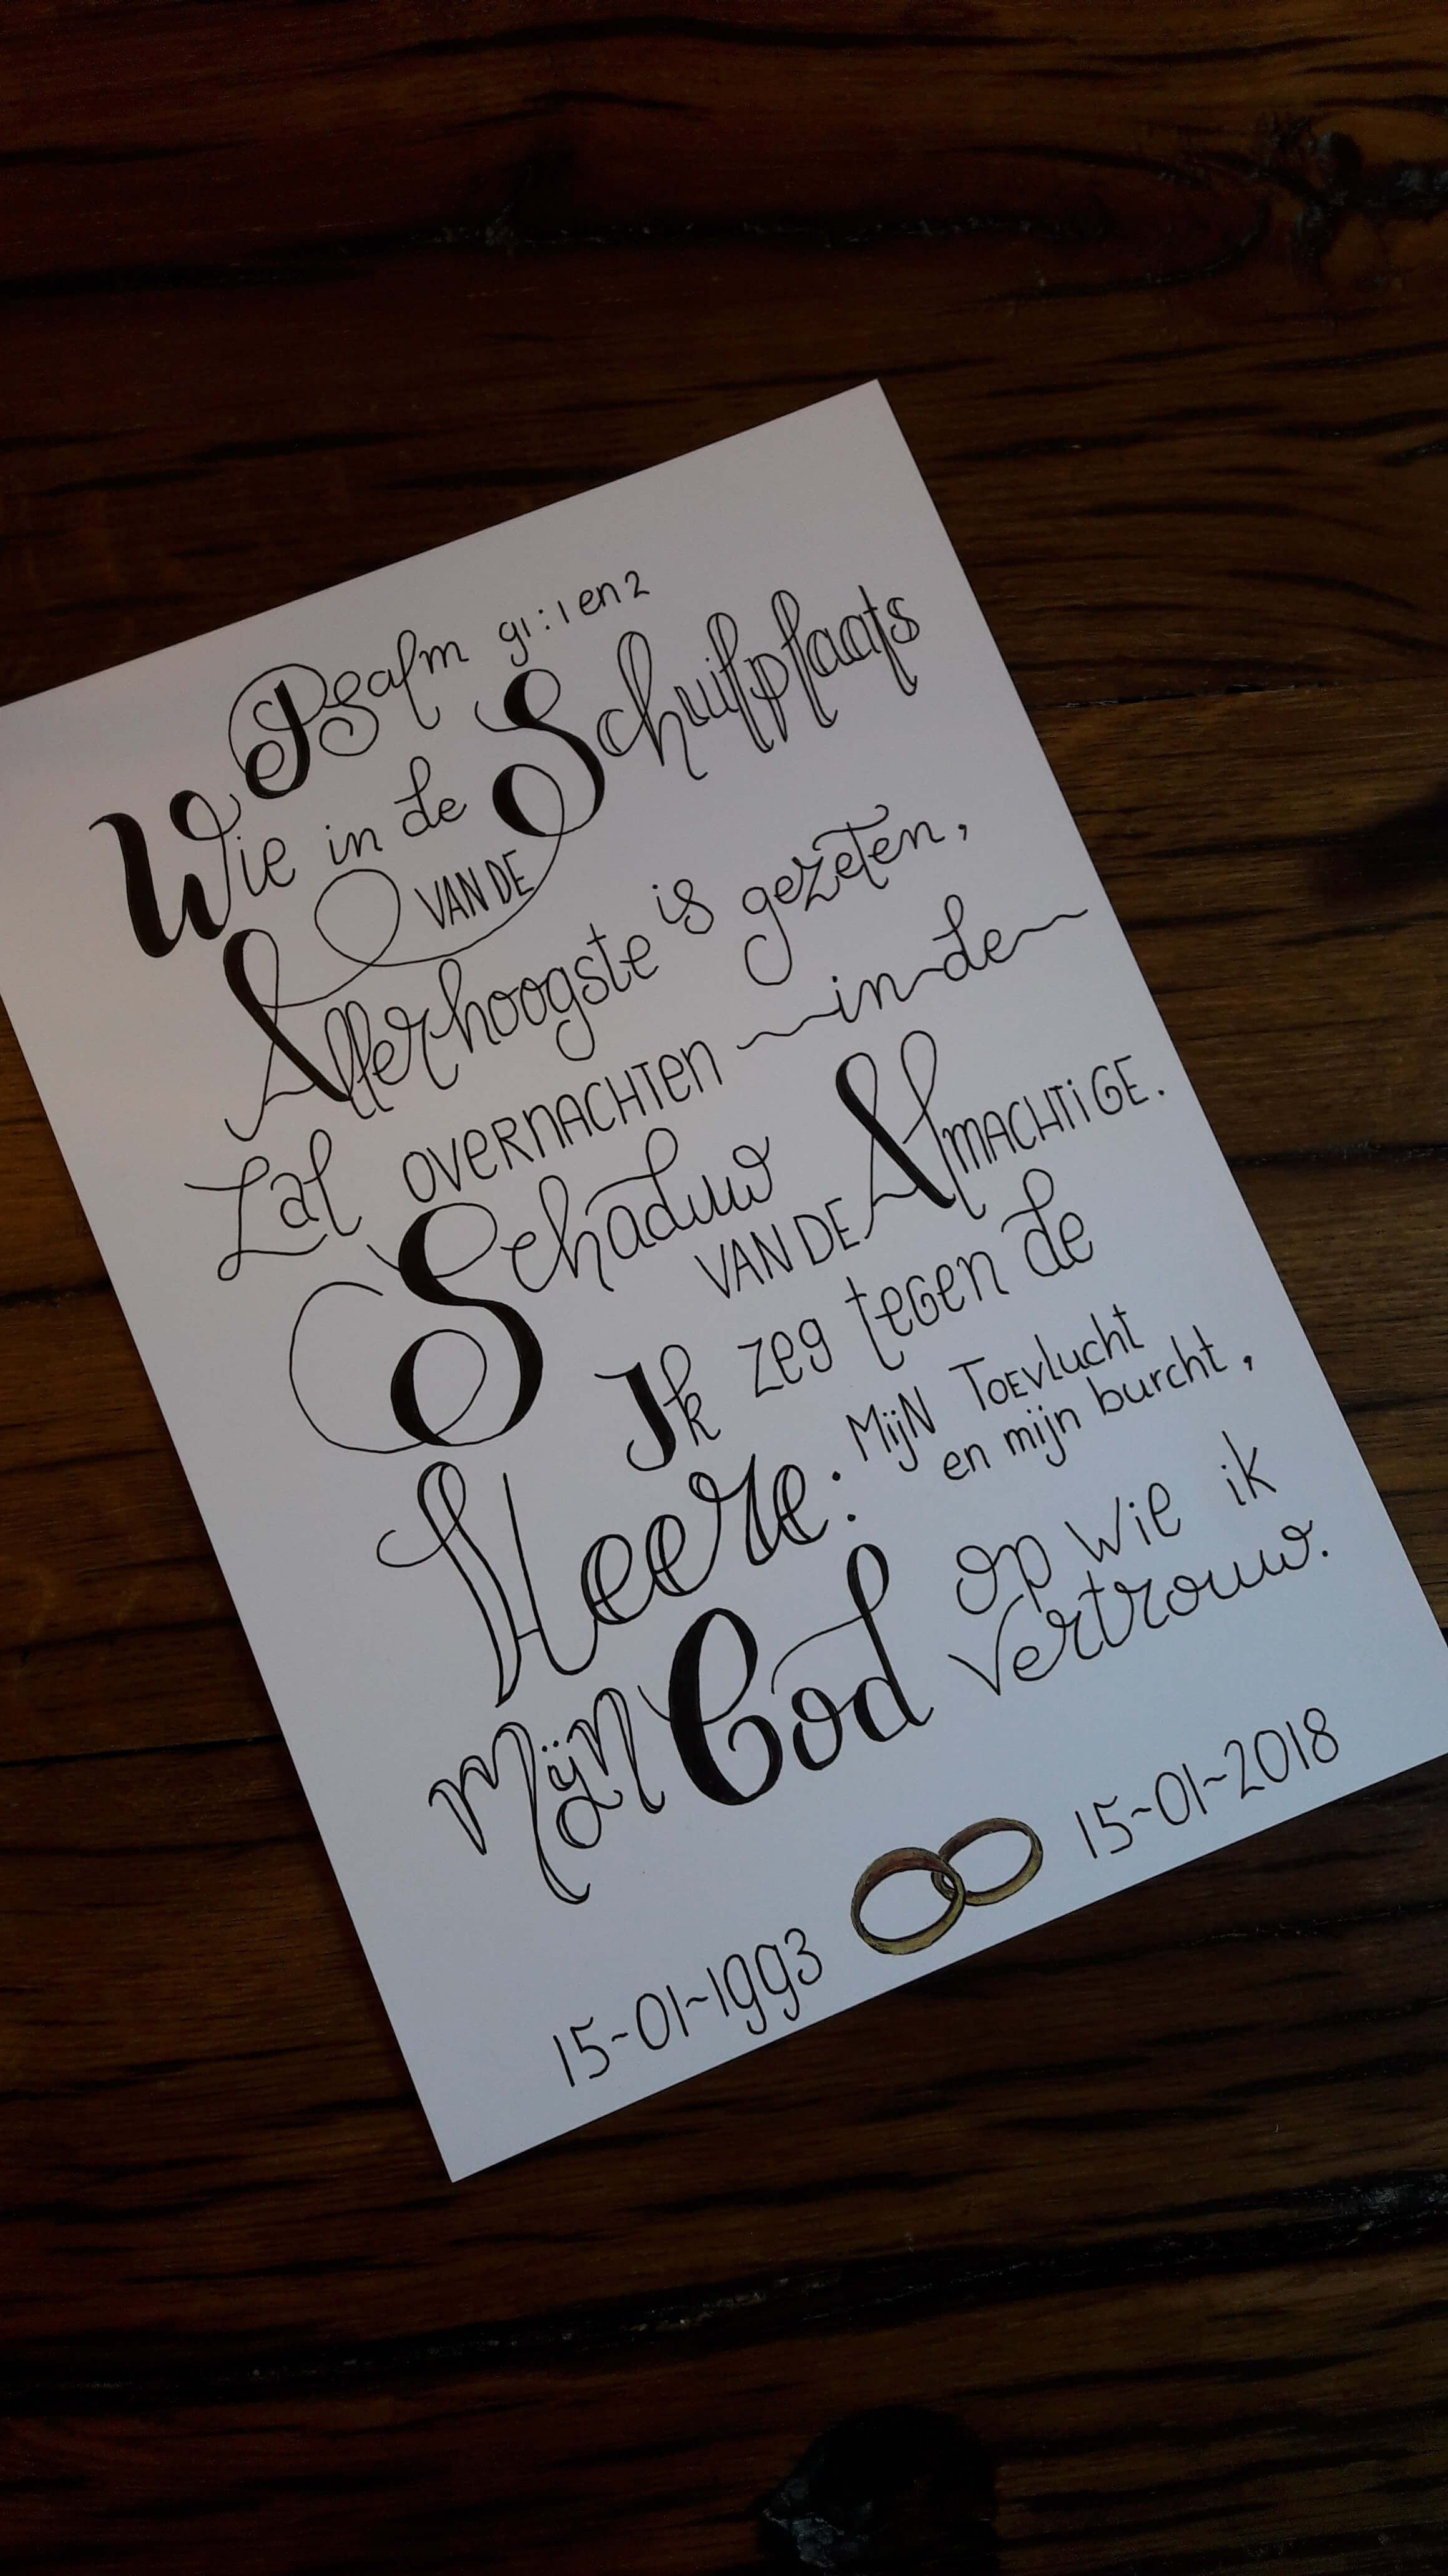 Psalm 91:1 en 2
Wie in de Schuilplaats
VAN DE
Allerhoogste is gezeten,
Zal OVERNACHTEN in de
Schaduw VAN DE AlMACHTiGE.
Ik zeg tegen de
Heere: MijN TOEVlucht
en mijn burcht,
MijN God op wie ik
Vertrouw.
15-01-1993 15-01-2018